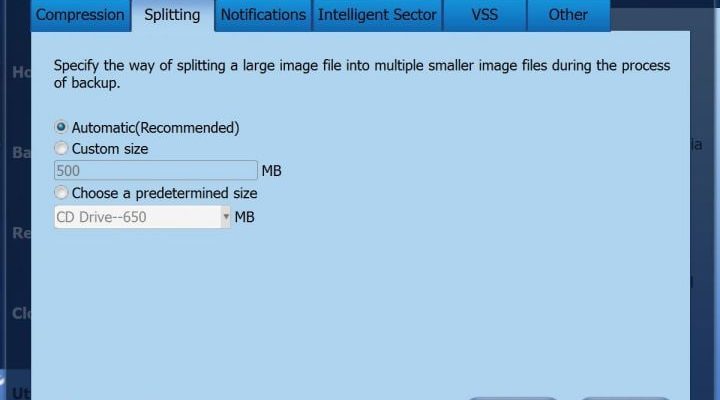 Compression Splitting Notifications Intelligent Sector VSS Other
Specify the way of splitting a large image file into multiple smaller image files during the process
of backup.
Automatic(Recommended)
Custom size
500 MB
Choose a predetermined size
CD Drive--650 MB
Ho
Ba
la
Re
Clo
Ut